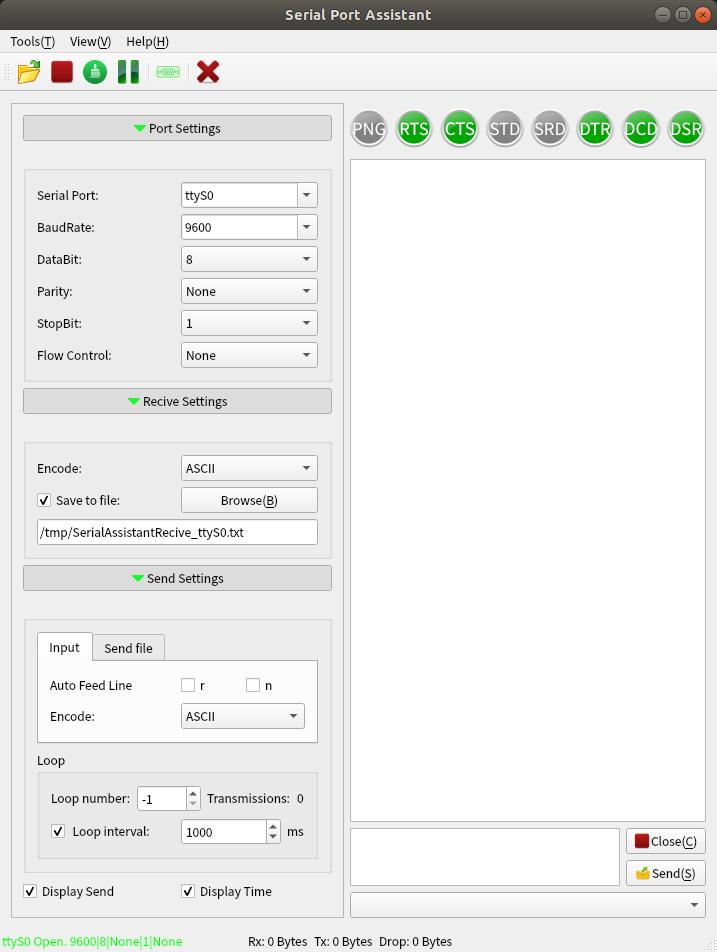 Serial Port Assistant
Tools(T) View(V) Help(H)
Port Settings
PNG RTS CTS STD SRD DTR DCD DSR
Serial Port: ttyS0
BaudRate: 9600
DataBit: 8
Parity: None
StopBit: 1
Flow Control: None
Recive Settings
Encode: ASCII
Save to file: Browse(B)
/tmp/SerialAssistantRecive_ttyS0.txt
Send Settings
Input Send file
Auto Feed Line r n
Encode: ASCII
Loop
Loop number: -1 Transmissions: 0
Loop interval: 1000 ms
Close(C)
Send(S)
Display Send Display Time
ttyS0 Open. 9600|8|None|1|None Rx: 0 Bytes Tx: 0 Bytes Drop: 0 Bytes